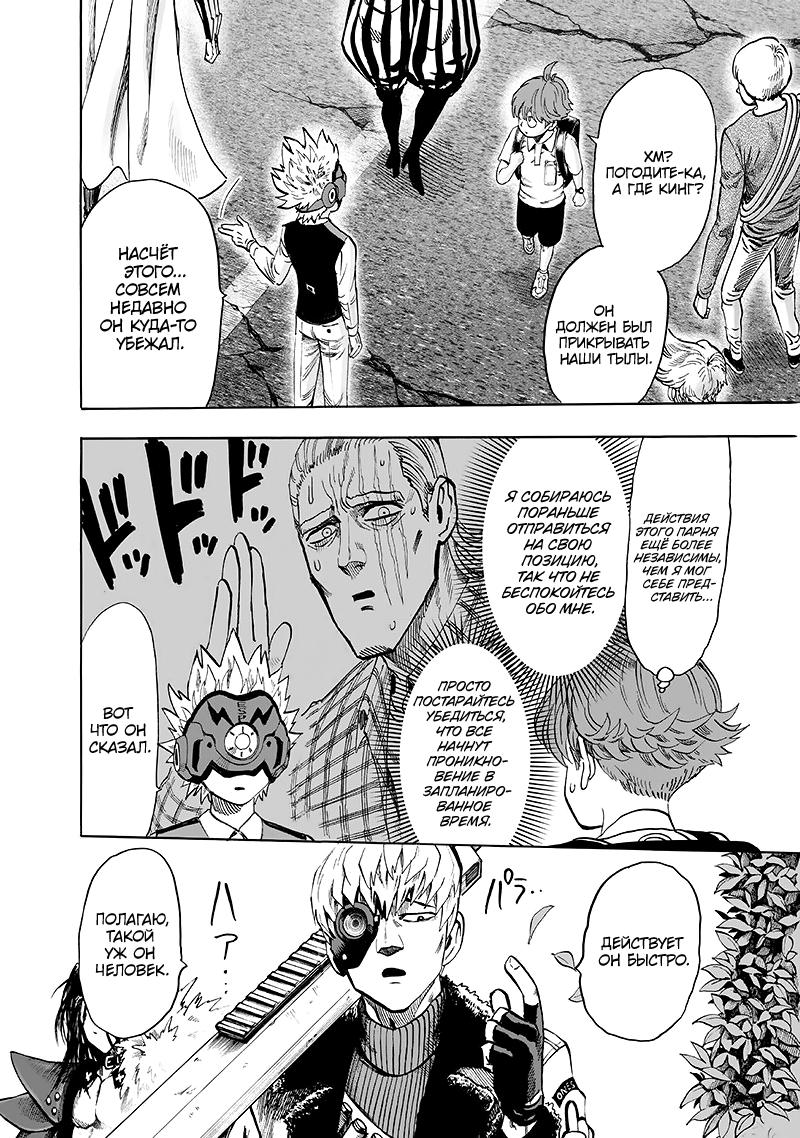 ХМ?
ПОГОДИТЕ-КА,
А ГДЕ КИНГ?
ОН
ДОЛЖЕН БЫЛ
ПРИКРЫВАТЬ
НАШИ ТЫЛЫ.
НАСЧЁТ
ЭТОГО...
СОВСЕМ
НЕДАВНО
ОН КУДА-ТО
УБЕЖАЛ.
ДЕЙСТВИЯ
ЭТОГО ПАРНЯ
ЕЩЁ БОЛЕЕ
НЕЗАВИСИМЫ,
ЧЕМ Я МОГ
СЕБЕ ПРЕД-
СТАВИТЬ...
Я СОБИРАЮСЬ
ПОРАНЬШЕ
ОТПРАВИТЬСЯ
НА СВОЮ
ПОЗИЦИЮ,
ТАК ЧТО НЕ
БЕСПОКОЙТЕСЬ
ОБО МНЕ.
ПРОСТО
ПОСТАРАЙТЕСЬ
УБЕДИТЬСЯ,
ЧТО ВСЕ
НАЧНУТ
ПРОНИКНО-
ВЕНИЕ В
ЗАПЛАНИРО-
ВАННОЕ
ВРЕМЯ.
ドドド
ВОТ
ЧТО ОН
СКАЗАЛ.
ESP
ДЕЙСТВУЕТ
ОН БЫСТРО.
パラ…
ハァ…
ПОЛАГАЮ,
ТАКОЙ
УЖ ОН
ЧЕЛОВЕК.